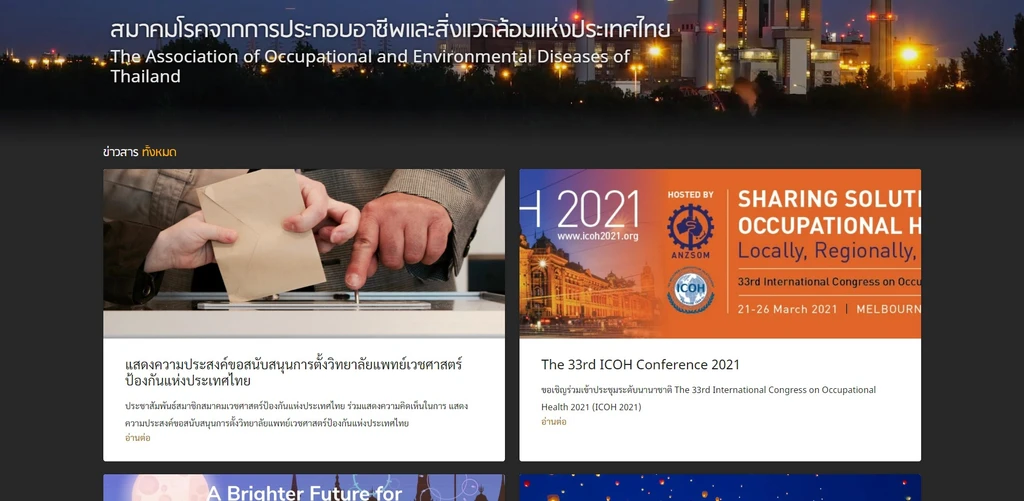 สมาคมโรคจากการประกอบอาชีพและสิ่งแวดล้อมแห่งประเทศไทย
The Association of Occupational and Environmental Diseases of
Thailand
ข่าวสาร ทั้งหมด
H 2021
www.icoh2021.org
HOSTED BY
ANZSOM
ICOH
SHARING SOLUTI
OCCUPATIONAL H
Locally, Regionally,
33rd International Congress on Occu
21-26 March 2021 | MELBOURN
แสดงความประสงค์ขอสนับสนุนการตั้งวิทยาลัยแพทย์เวชศาสตร์
ป้องกันแห่งประเทศไทย
ประชาสัมพันธ์สมาชิกสมาคมเวชศาสตร์ป้องกันแห่งประเทศไทย ร่วมแสดงความคิดเห็นในการ แสดง
ความประสงค์ขอสนับสนุนการตั้งวิทยาลัยแพทย์เวชศาสตร์ป้องกันแห่งประเทศไทย
อ่านต่อ
The 33rd ICOH Conference 2021
ขอเชิญร่วมเข้าประชุมระดับนานาชาติ The 33rd International Congress on Occupational
Health 2021 (ICOH 2021)
อ่านต่อ
A Brighter Future for